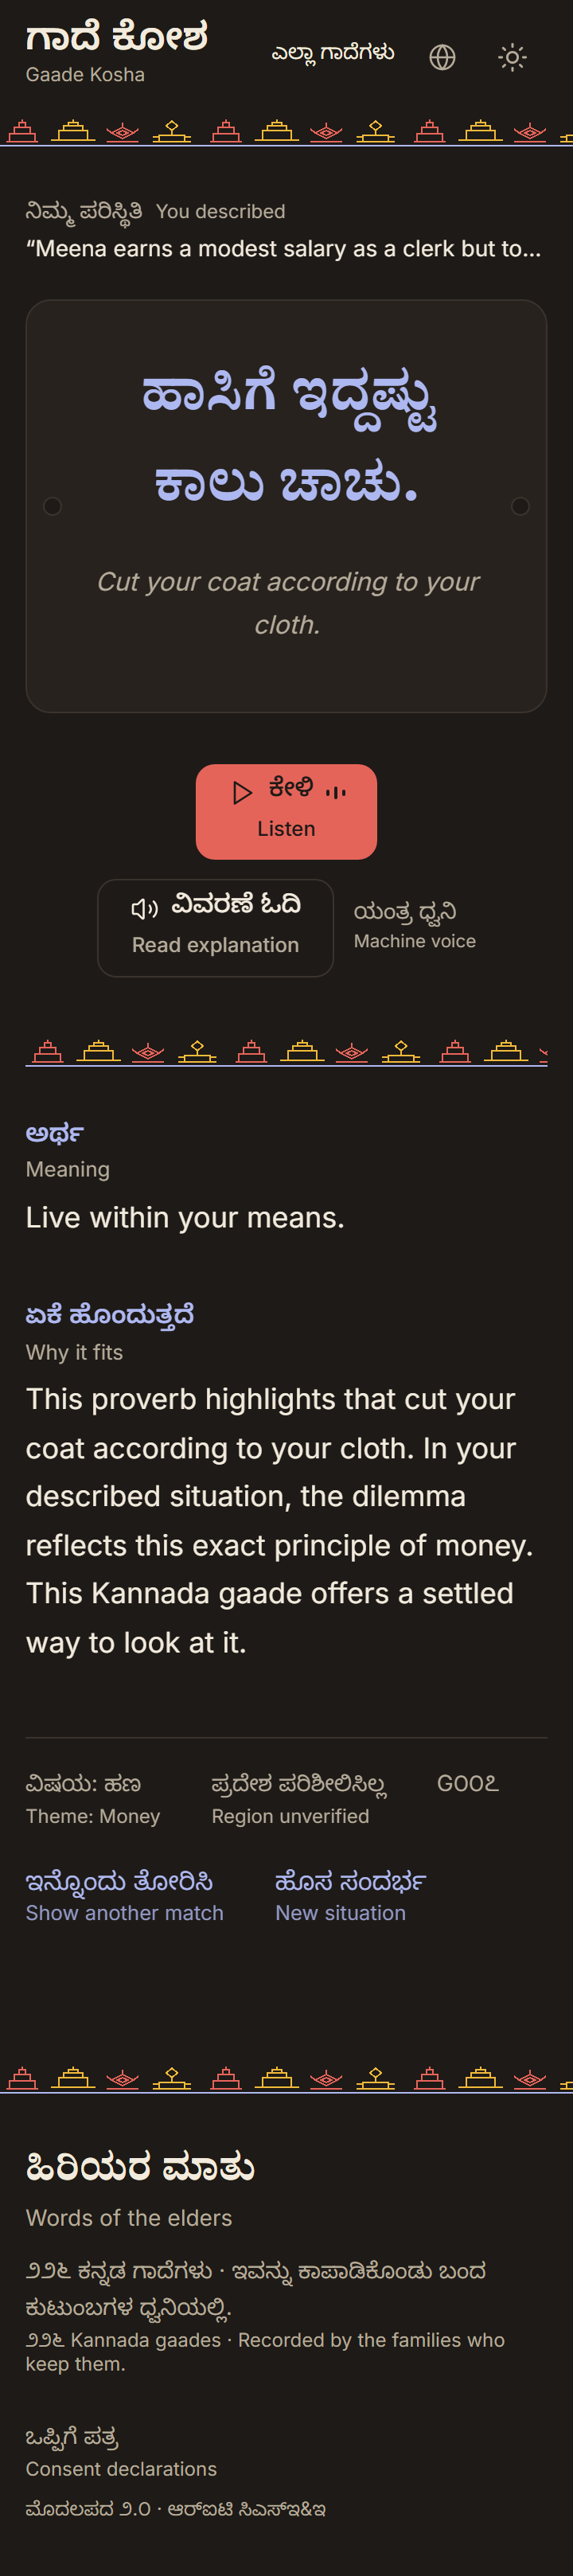 ಗಾದೆ ಕೋಶ
Gaade Kosha
ಎಲ್ಲಾ ಗಾದೆಗಳು
ನಿಮ್ಮ ಪರಿಸ್ಥಿತಿ You described
“Meena earns a modest salary as a clerk but to...
ಹಾಸಿಗೆ ಇದ್ದಷ್ಟು
ಕಾಲು ಚಾಚು.
Cut your coat according to your
cloth.
ಕೇಳಿ
Listen
ವಿವರಣೆ ಓದಿ
Read explanation
ಯಂತ್ರ ಧ್ವನಿ
Machine voice
ಅರ್ಥ
Meaning
Live within your means.
ಏಕೆ ಹೊಂದುತ್ತದೆ
Why it fits
This proverb highlights that cut your
coat according to your cloth. In your
described situation, the dilemma
reflects this exact principle of money.
This Kannada gaade offers a settled
way to look at it.
ವಿಷಯ: ಹಣ
Theme: Money
ಪ್ರದೇಶ ಪರಿಶೀಲಿಸಿಲ್ಲ
Region unverified
G೦೦೭
ಇನ್ನೊಂದು ತೋರಿಸಿ
Show another match
ಹೊಸ ಸಂದರ್ಭ
New situation
ಹಿರಿಯರ ಮಾತು
Words of the elders
೨೨೬ ಕನ್ನಡ ಗಾದೆಗಳು · ಇವನ್ನು ಕಾಪಾಡಿಕೊಂಡು ಬಂದ
ಕುಟುಂಬಗಳ ಧ್ವನಿಯಲ್ಲಿ.
೨೨೬ Kannada gaades · Recorded by the families who
keep them.
ಒಪ್ಪಿಗೆ ಪತ್ರ
Consent declarations
ಮೊದಲಪದ ೨.೦ · ಆರ್‌ಐಟಿ ಸಿಎಸ್‌ಇ&ಇ